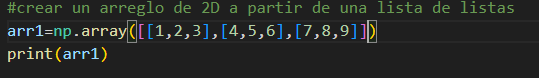 #crear un arreglo de 2D a partir de una lista de listas
arr1=np.array([[1,2,3],[4,5,6],[7,8,9]])
print(arr1)